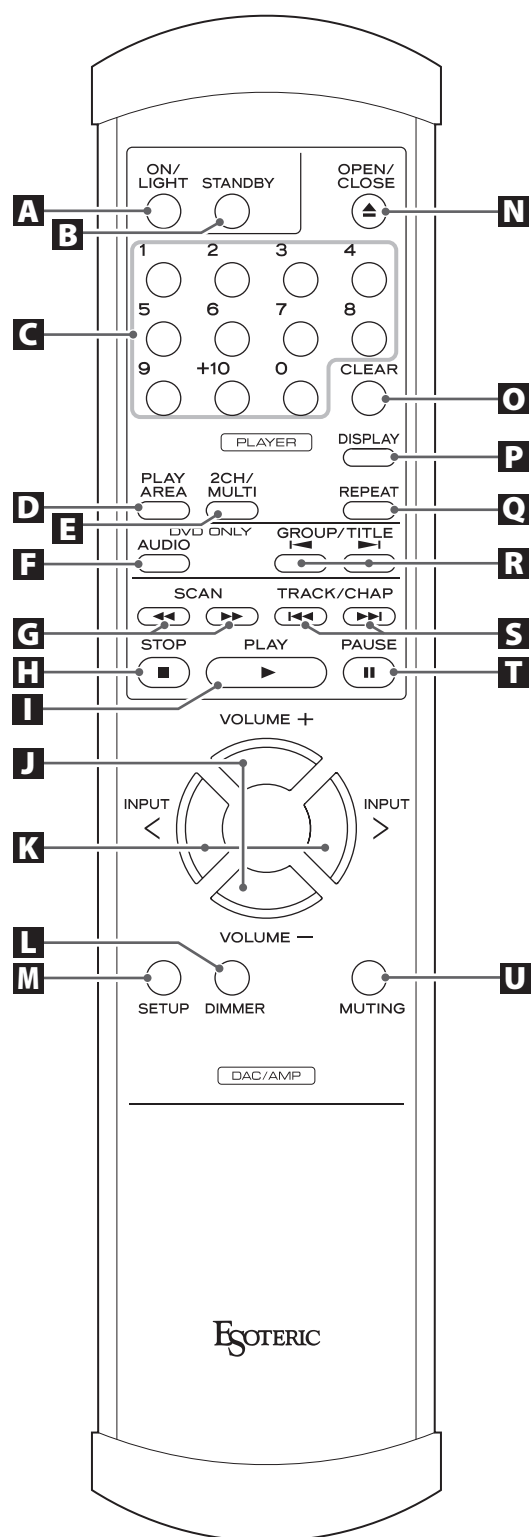 ON/ LIGHT STANDBY OPEN/ CLOSE
A N
B
1 2 3 4
5 6 7 8
C
9 +10 0 CLEAR
O
PLAYER DISPLAY
P
PLAY AREA 2CH/ MULTI REPEAT
D Q
E
DVD ONLY
AUDIO GROUP/TITLE
F R
SCAN TRACK/CHAP
G S
STOP PLAY PAUSE
H T
I
VOLUME +
J
INPUT INPUT
< >
K
VOLUME —
L
M U
SETUP DIMMER MUTING
DAC/AMP
ESOTERIC